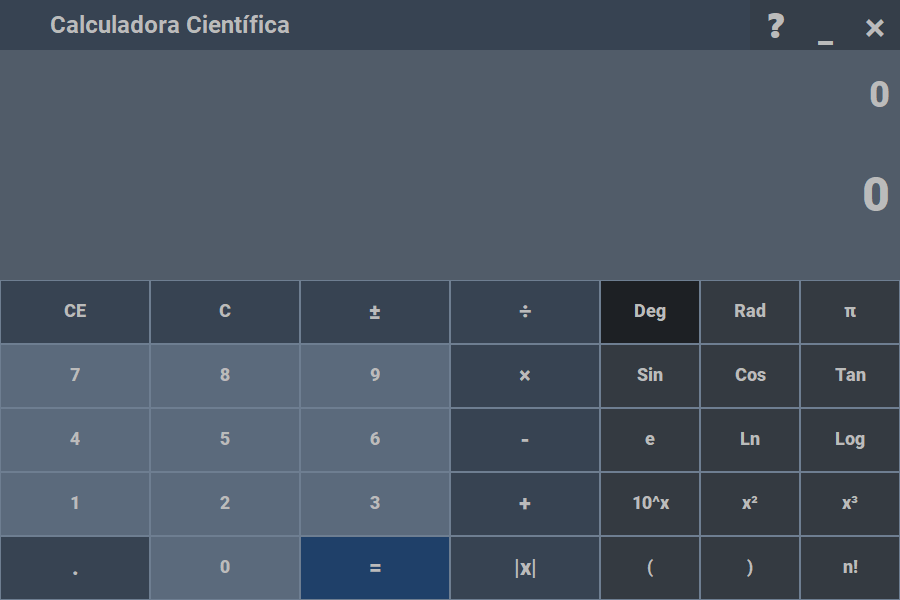 Calculadora Científica ? _ ×
0
0
CE C ± ÷ Deg Rad π
7 8 9 × Sin Cos Tan
4 5 6 - e Ln Log
1 2 3 + 10^x x² x³
. 0 = |x| ( ) n!